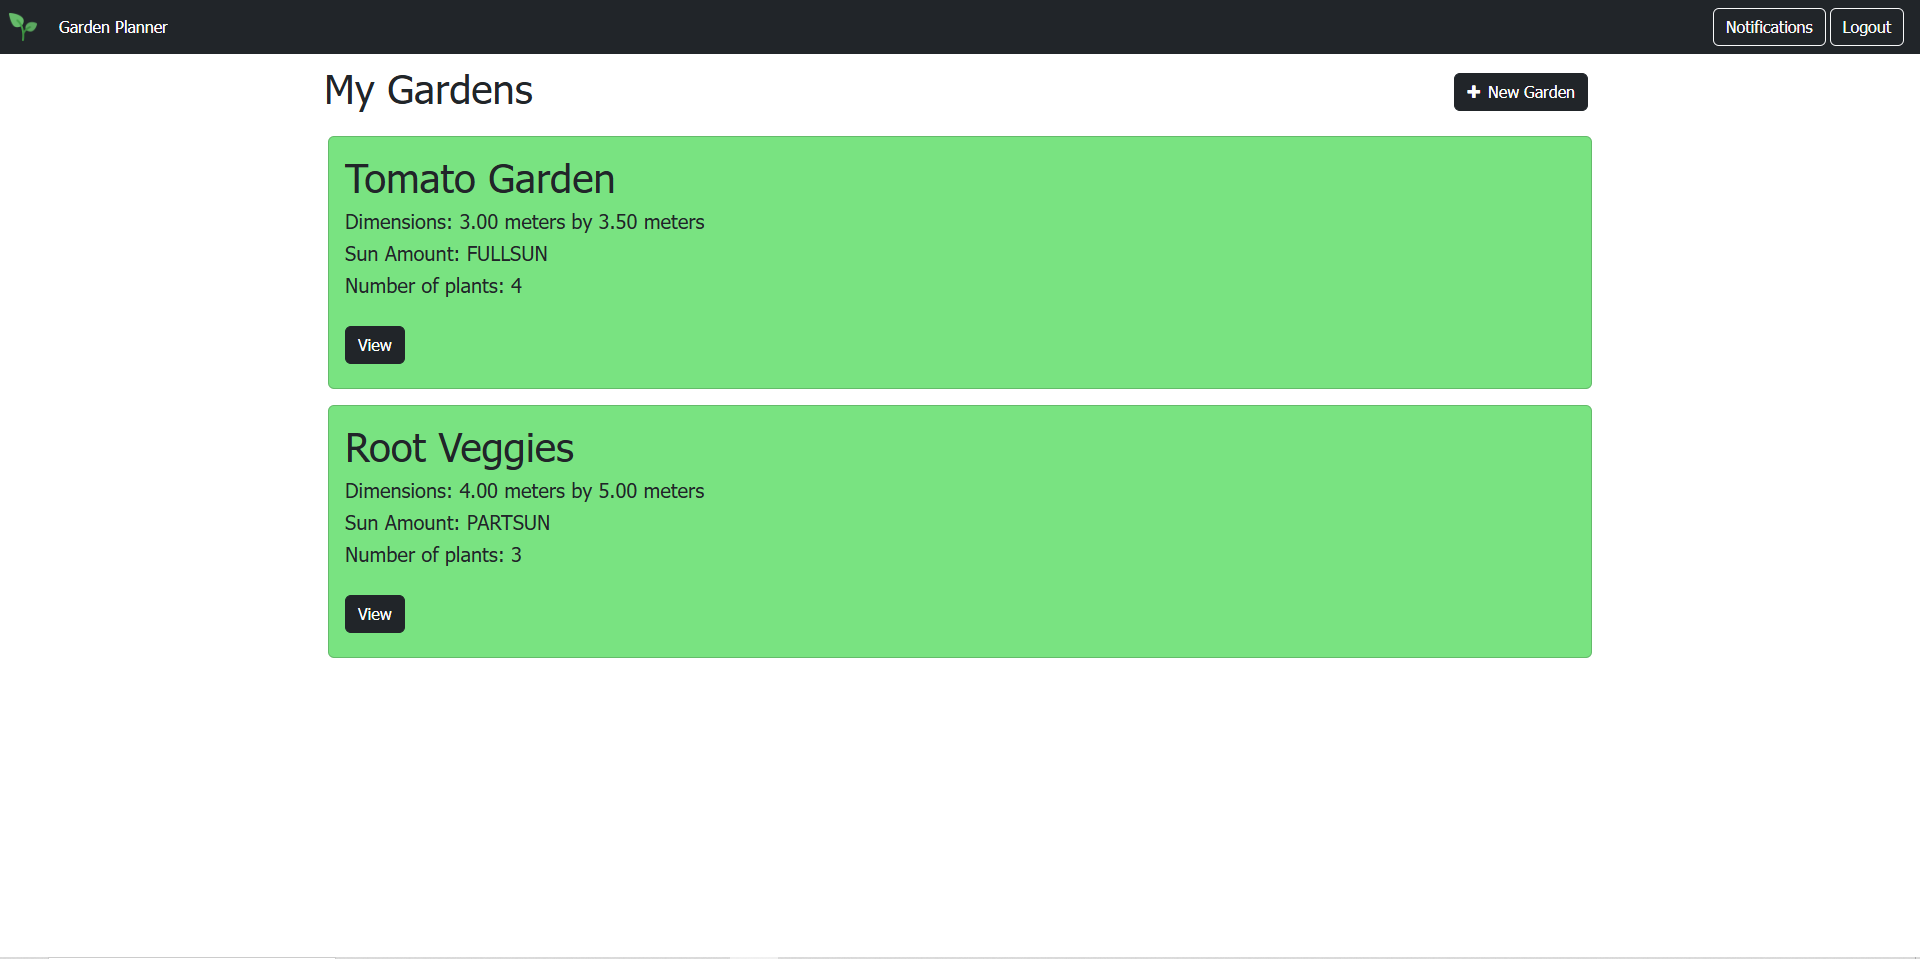 Garden Planner
Notifications
Logout
My Gardens
New Garden
Tomato Garden
Dimensions: 3.00 meters by 3.50 meters
Sun Amount: FULLSUN
Number of plants: 4
View
Root Veggies
Dimensions: 4.00 meters by 5.00 meters
Sun Amount: PARTSUN
Number of plants: 3
View